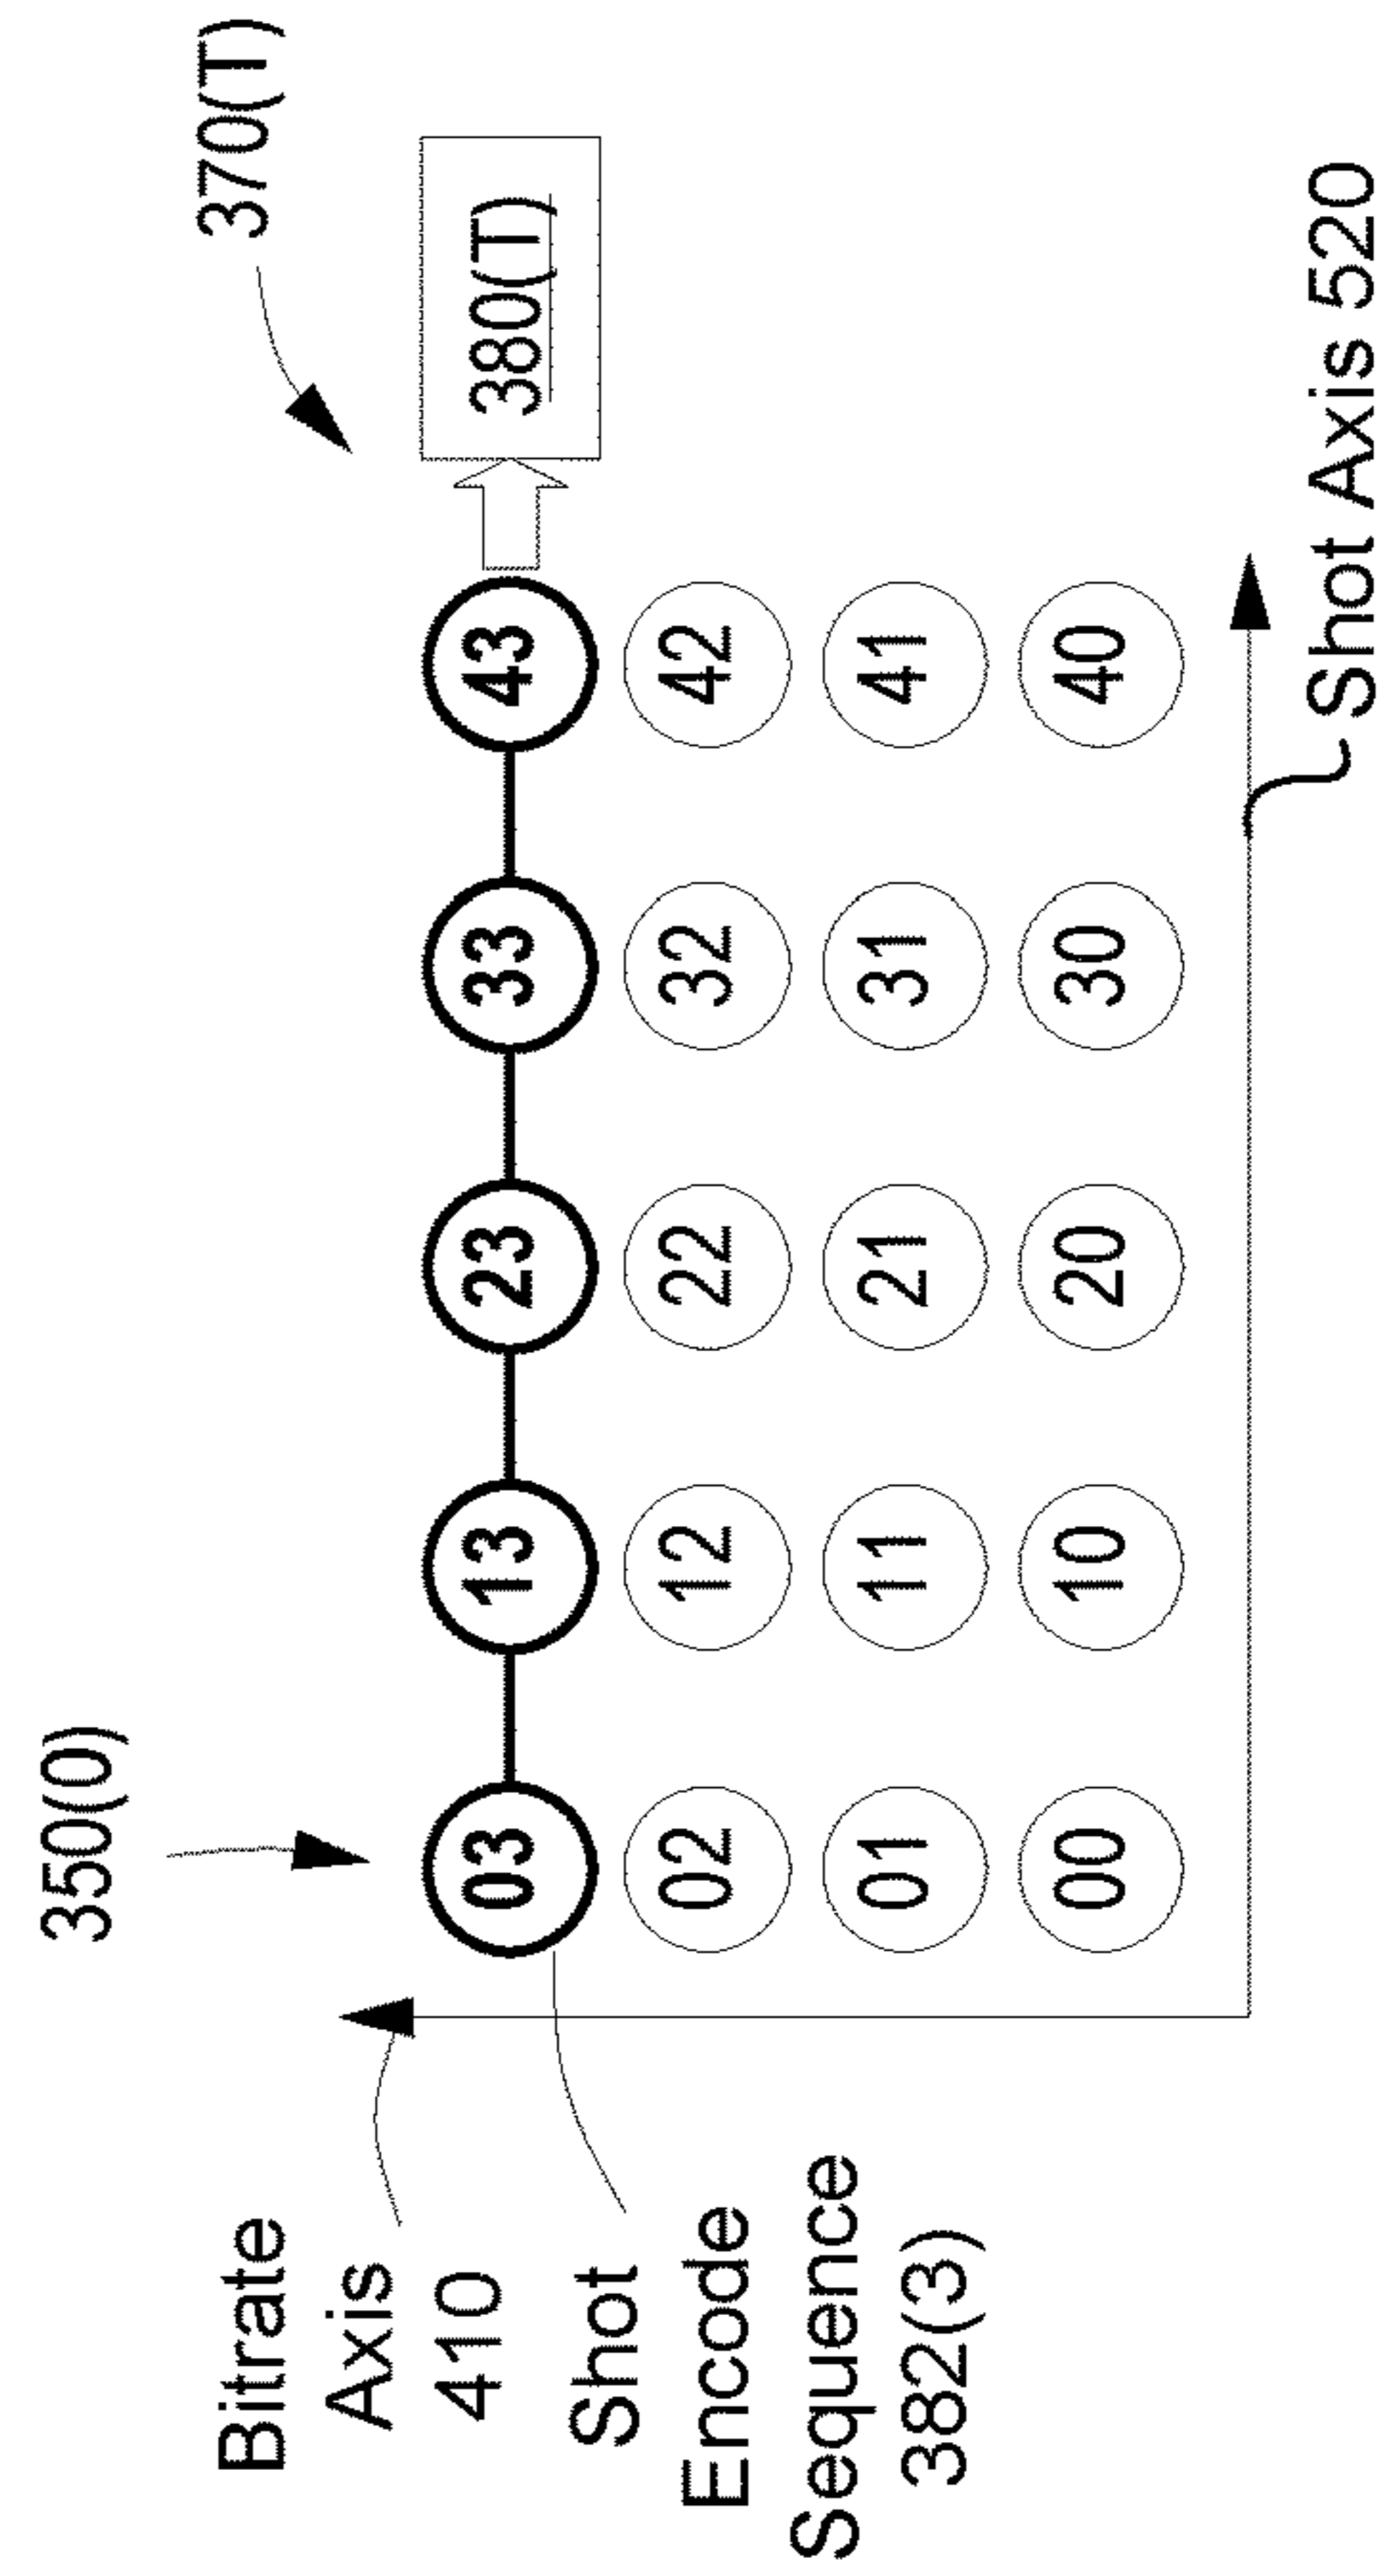 350(0)
370(T)
Bitrate
Axis
410
03 13 23 33 43
380(T)
Shot
Encode
Sequence
382(3)
02 12 22 32 42
01 11 21 31 41
00 10 20 30 40
Shot Axis 520